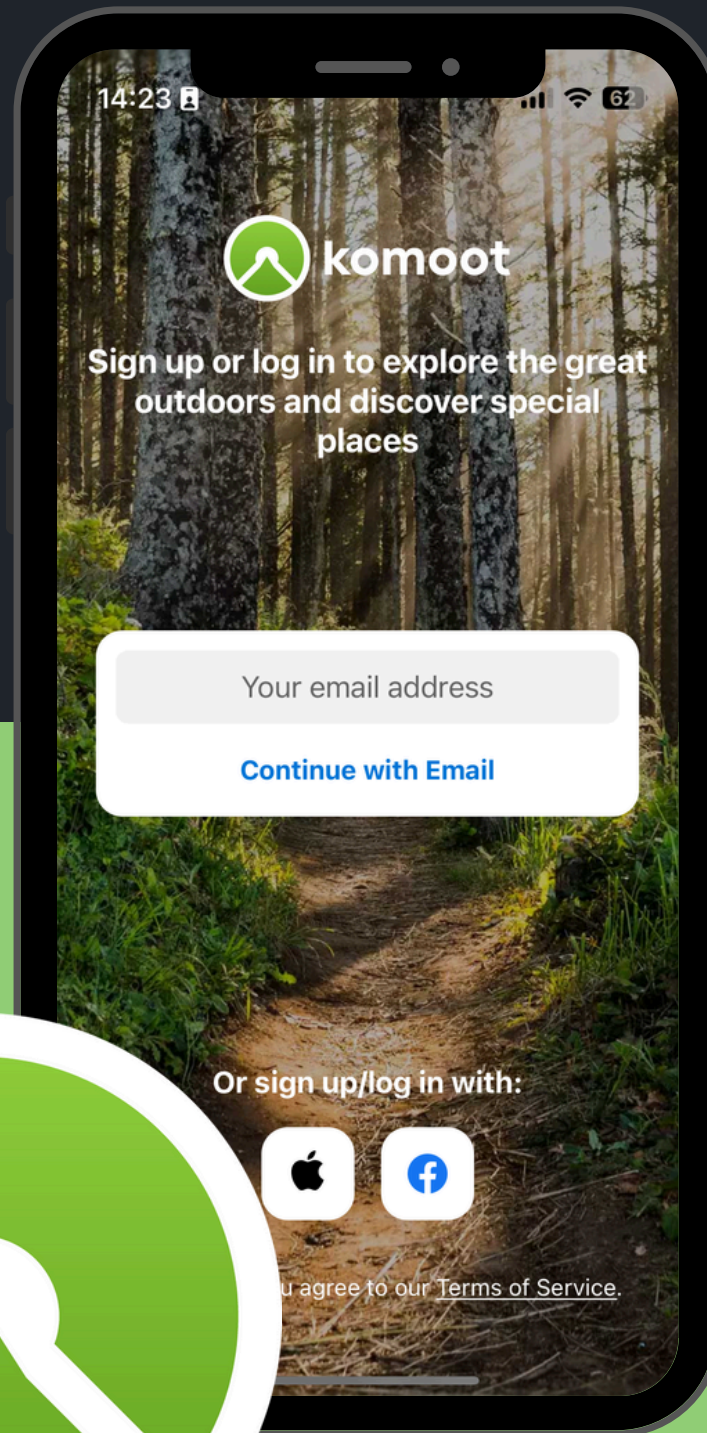 14:23
62
komoot
Sign up or log in to explore the great
outdoors and discover special
places
Your email address
Continue with Email
Or sign up/log in with:
agree to our Terms of Service.